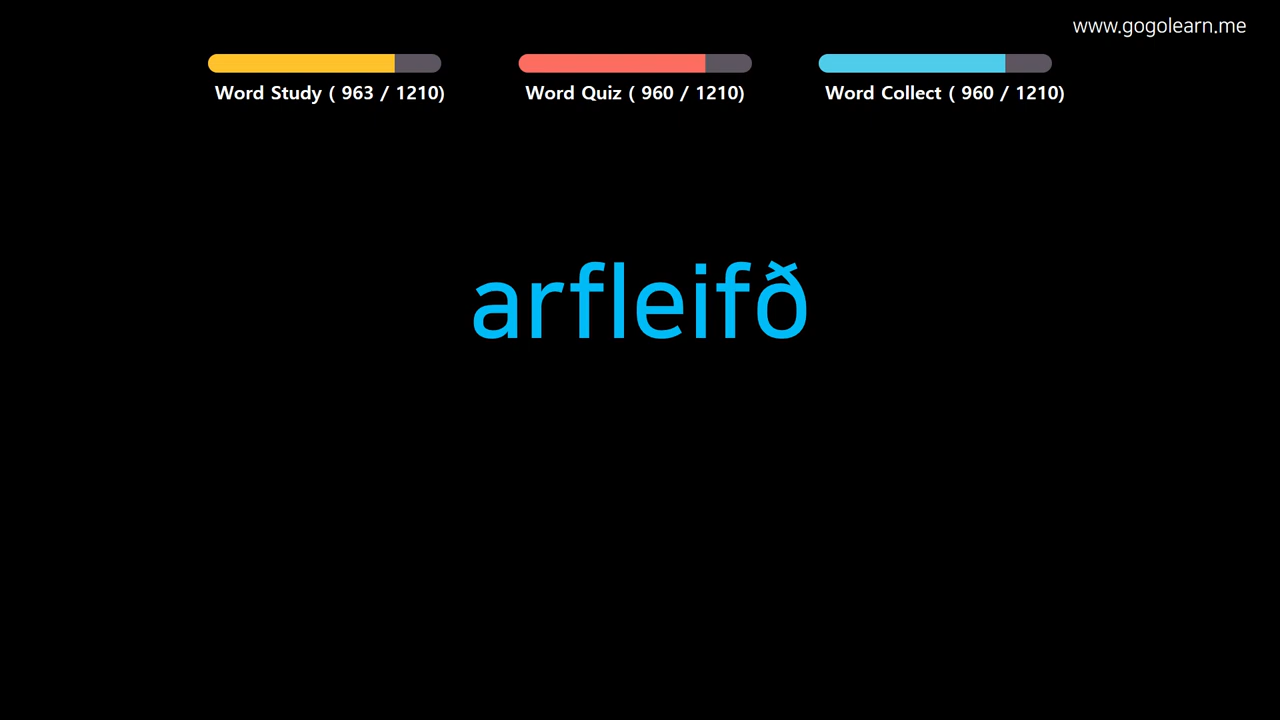 www.gogolearn.me
Word Study ( 963 / 1210)
Word Quiz ( 960 / 1210)
Word Collect ( 960 / 1210)
arfleifð